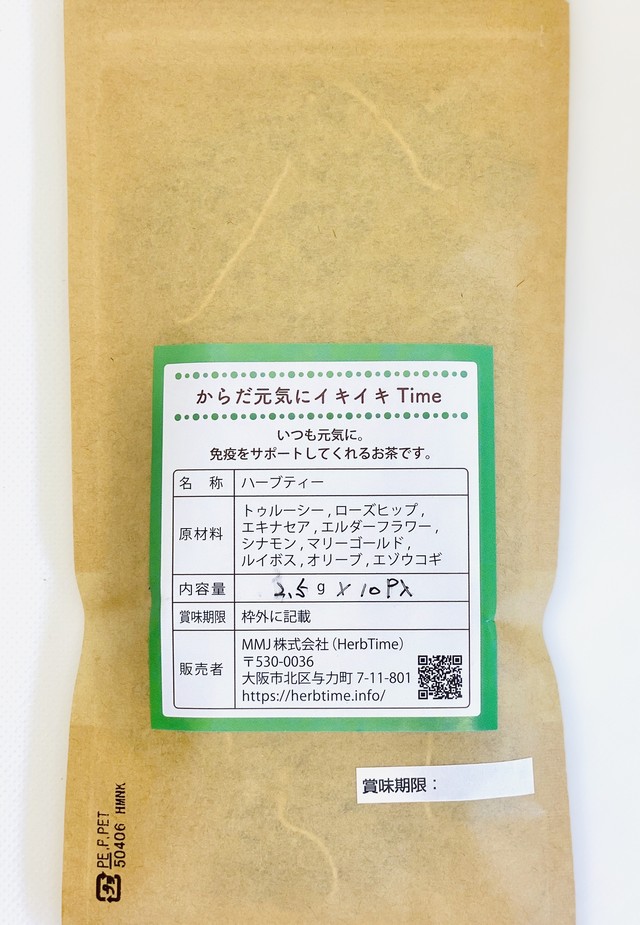 からだ元気にイキイキ Time
いつも元気に。
免疫をサポートしてくれるお茶です。
名 称 ハーブティー
原材料 トゥルーシー , ローズヒップ ,
エキナセア , エルダーフラワー ,
シナモン , マリーゴールド ,
ルイボス , オリーブ , エゾウコギ
内容量 2.5 g x 10 P入
賞味期限 枠外に記載
販売者 MMJ 株式会社 (HerbTime)
〒530-0036
大阪市北区与力町 7-11-801
https://herbtime.info/
賞味期限：
プラ PE,P,PET
50406 HMNK